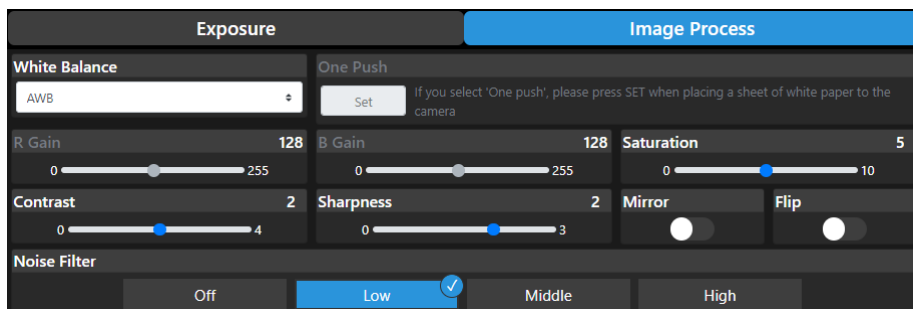 Exposure Image Process
White Balance One Push
AWB Set If you select 'One push', please press SET when placing a sheet of white paper to the
camera
R Gain 128 B Gain 128 Saturation 5
0 255 0 255 0 10
Contrast 2 Sharpness 2 Mirror Flip
0 4 0 3
Noise Filter
Off Low Middle High